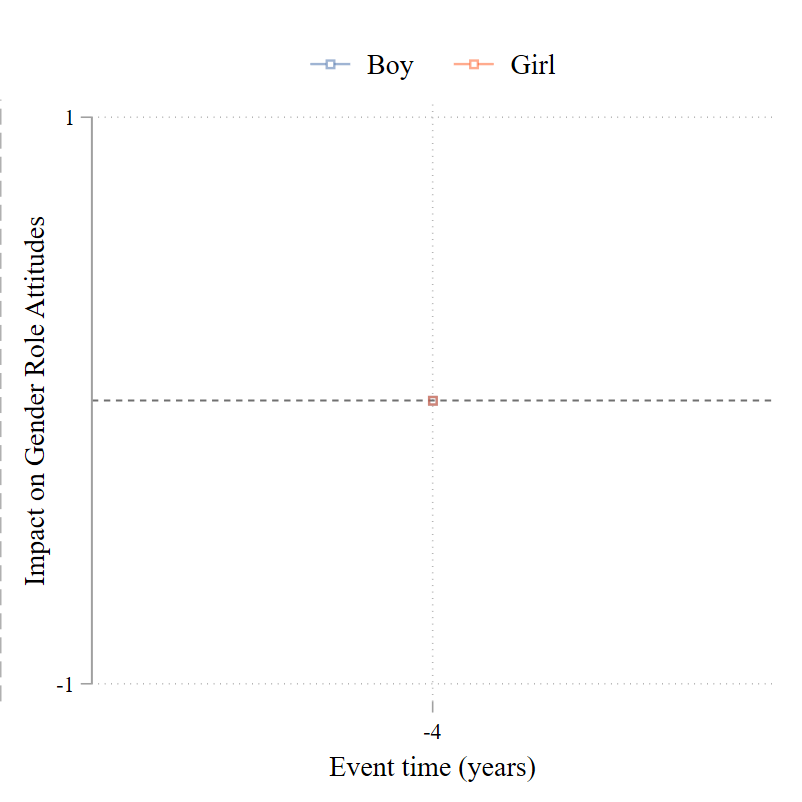 Boy Girl
1
Impact on Gender Role Attitudes
-1
-4
Event time (years)